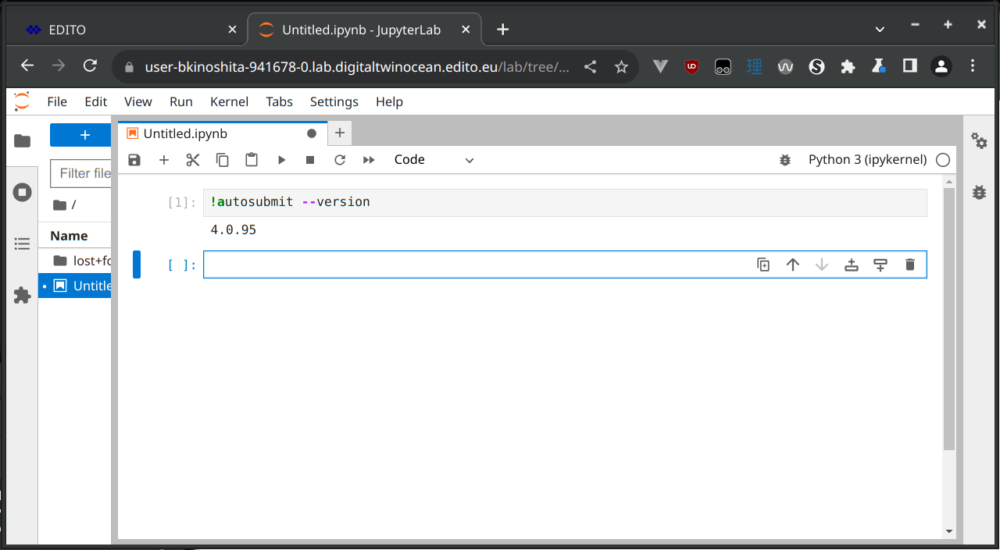 EDITO
Untitled.ipynb - JupyterLab
user-bkinoshita-941678-0.lab.digitaltwinocean.edito.eu/lab/tree/...
File Edit View Run Kernel Tabs Settings Help
Untitled.ipynb
Code
Python 3 (ipykernel)
Filter file
/
Name
lost+fo
Untitle
[1]: !autosubmit --version
4.0.95
[ ]: